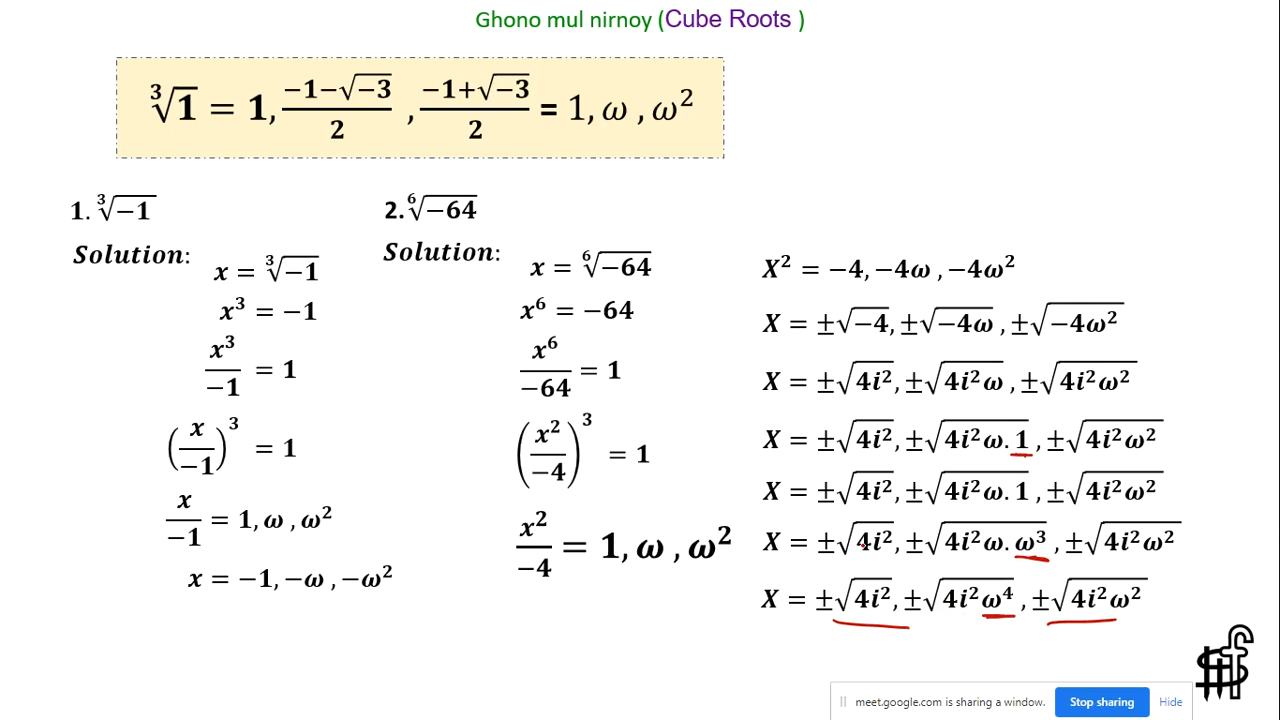 Ghono mul nirnoy (Cube Roots )
∛1 = 1, (−1−√−3)/2 , (−1+√−3)/2 = 1, ω , ω²
1. ∛−1
Solution:
x = ∛−1
x³ = −1
x³/−1 = 1
(x/−1)³ = 1
x/−1 = 1, ω , ω²
x = −1, −ω , −ω²
2. ⁶√−64
Solution:
x = ⁶√−64
x⁶ = −64
x⁶/−64 = 1
(x²/−4)³ = 1
x²/−4 = 1, ω , ω²
X² = −4, −4ω , −4ω²
X = ±√−4, ±√−4ω , ±√−4ω²
X = ±√4i², ±√4i²ω , ±√4i²ω²
X = ±√4i², ±√4i²ω. 1 , ±√4i²ω²
X = ±√4i², ±√4i²ω. 1 , ±√4i²ω²
X = ±√4i², ±√4i²ω. ω³ , ±√4i²ω²
X = ±√4i², ±√4i²ω⁴ , ±√4i²ω²
meet.google.com is sharing a window. Stop sharing Hide